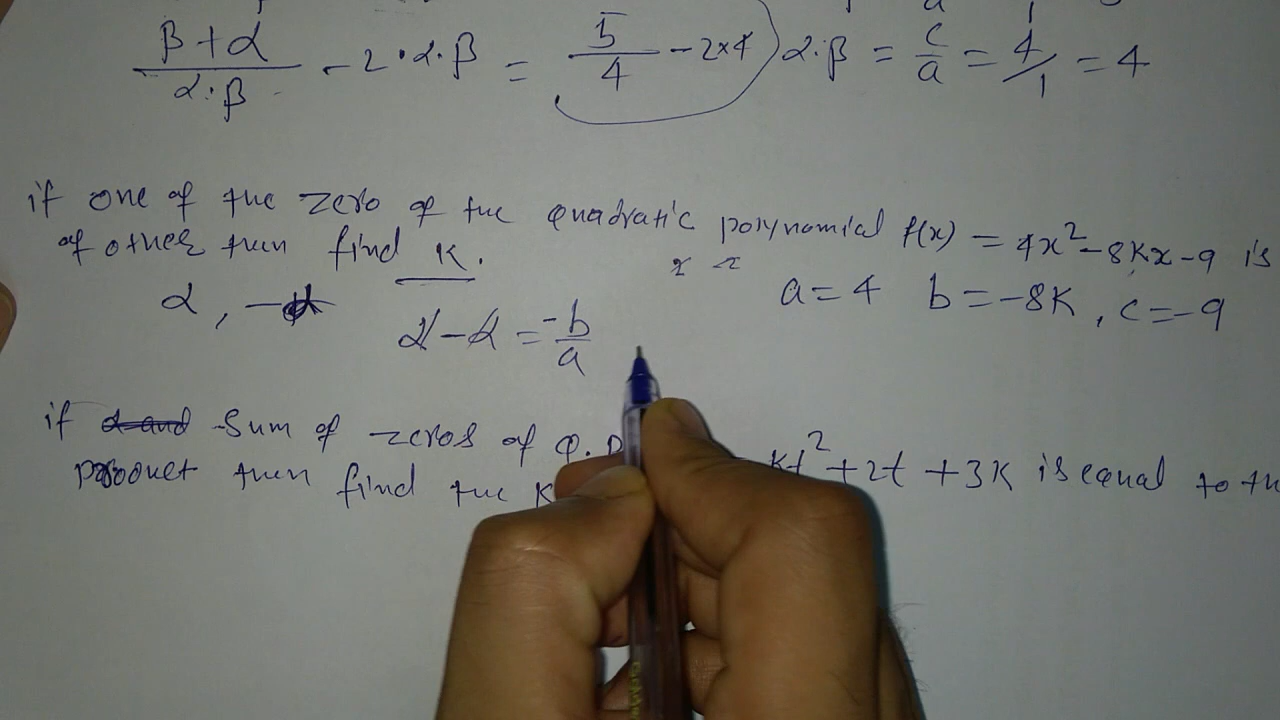 β+α / α.β - 2.α.β = 5/4 - 2×4) α.β = c/a = 4/1 = 4
if one of the zero of the quadratic polynomial f(x) = 4x²-8Kx-9 is
of other then find K.
α, -α
a=4 b=-8K, c=-9
α-α = -b/a
if α and Sum of zeros of Q.P Kt²+2t+3K is equal to th
product then find the K